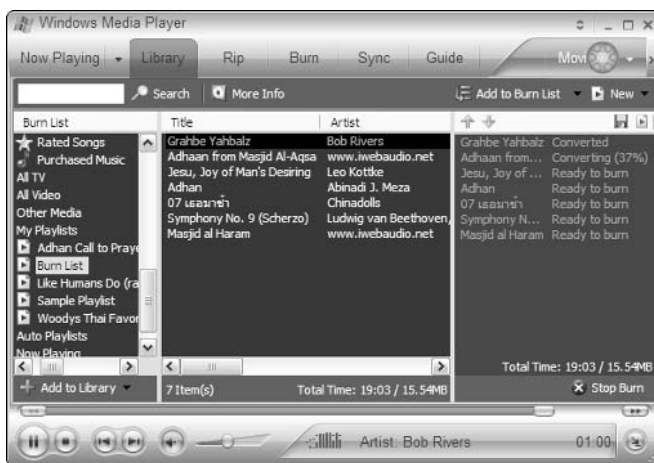 Windows Media Player
Now Playing
Library
Rip
Burn
Sync
Guide
Search
More Info
Add to Burn List
New
Burn List
Rated Songs
Purchased Music
All TV
All Video
Other Media
My Playlists
Adhan Call to Praye
Burn List
Like Humans Do (ra
Sample Playlist
Woodys Thai Favor
Auto Playlists
Now Playing
Add to Library
Title Artist
Grahbe Yahbalz Bob Rivers
Adhaan from Masjid Al-Aqsa www.iwebaudio.net
Jesu, Joy of Man's Desiring Leo Kottke
Adhan Abinadi J. Meza
07 เธอมาช้า Chinadolls
Symphony No. 9 (Scherzo) Ludwig van Beethoven,
Masjid al Haram www.iwebaudio.net
7 Item(s) Total Time: 19:03 / 15.54MB
Grahbe Yahbalz Converted
Adhaan from... Converting (37%)
Jesu, Joy of ... Ready to burn
Adhan Ready to burn
07 เธอมาช้า Ready to burn
Symphony N... Ready to burn
Masjid al Haram Ready to burn
Total Time: 19:03 / 15.54MB
Stop Burn
Artist: Bob Rivers 01:00